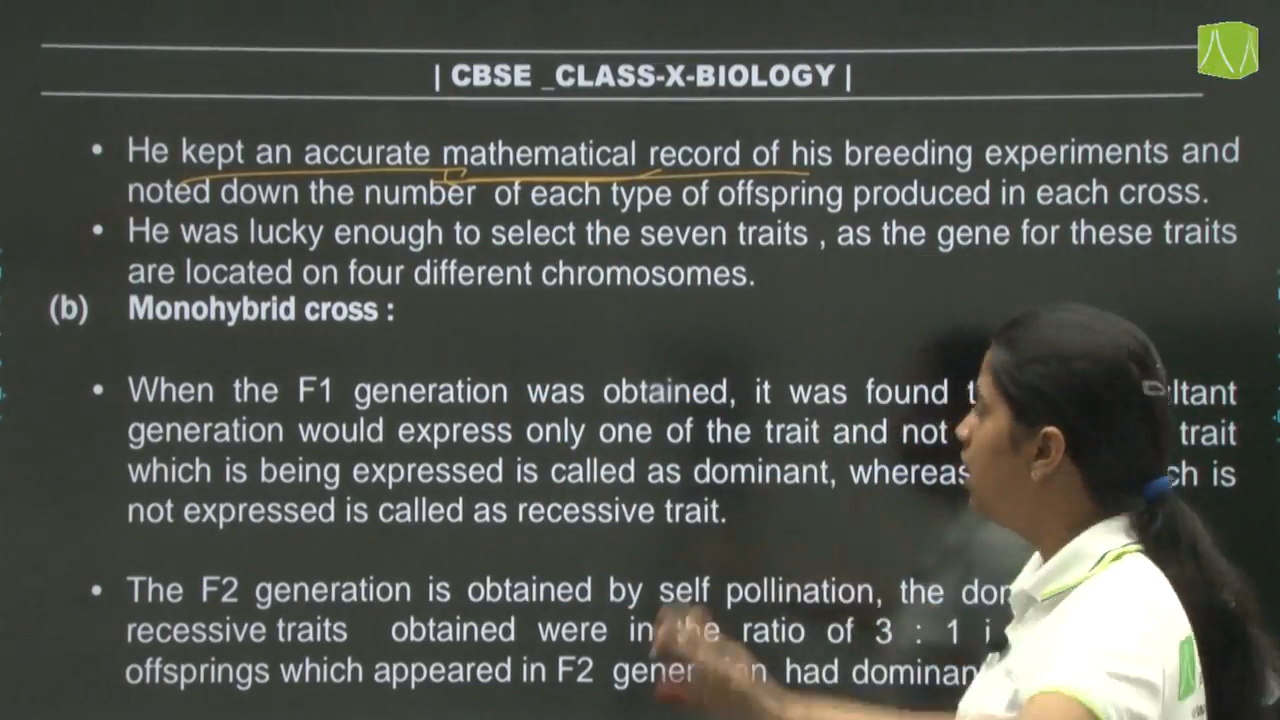 | CBSE _CLASS-X-BIOLOGY |
• He kept an accurate mathematical record of his breeding experiments and
noted down the number of each type of offspring produced in each cross.
• He was lucky enough to select the seven traits , as the gene for these traits
are located on four different chromosomes.
(b) Monohybrid cross :
• When the F1 generation was obtained, it was found
generation would express only one of the trait and not trait
which is being expressed is called as dominant, whereas is
not expressed is called as recessive trait.
• The F2 generation is obtained by self pollination, the
recessive traits obtained were in the ratio of 3 : 1
offsprings which appeared in F2 had